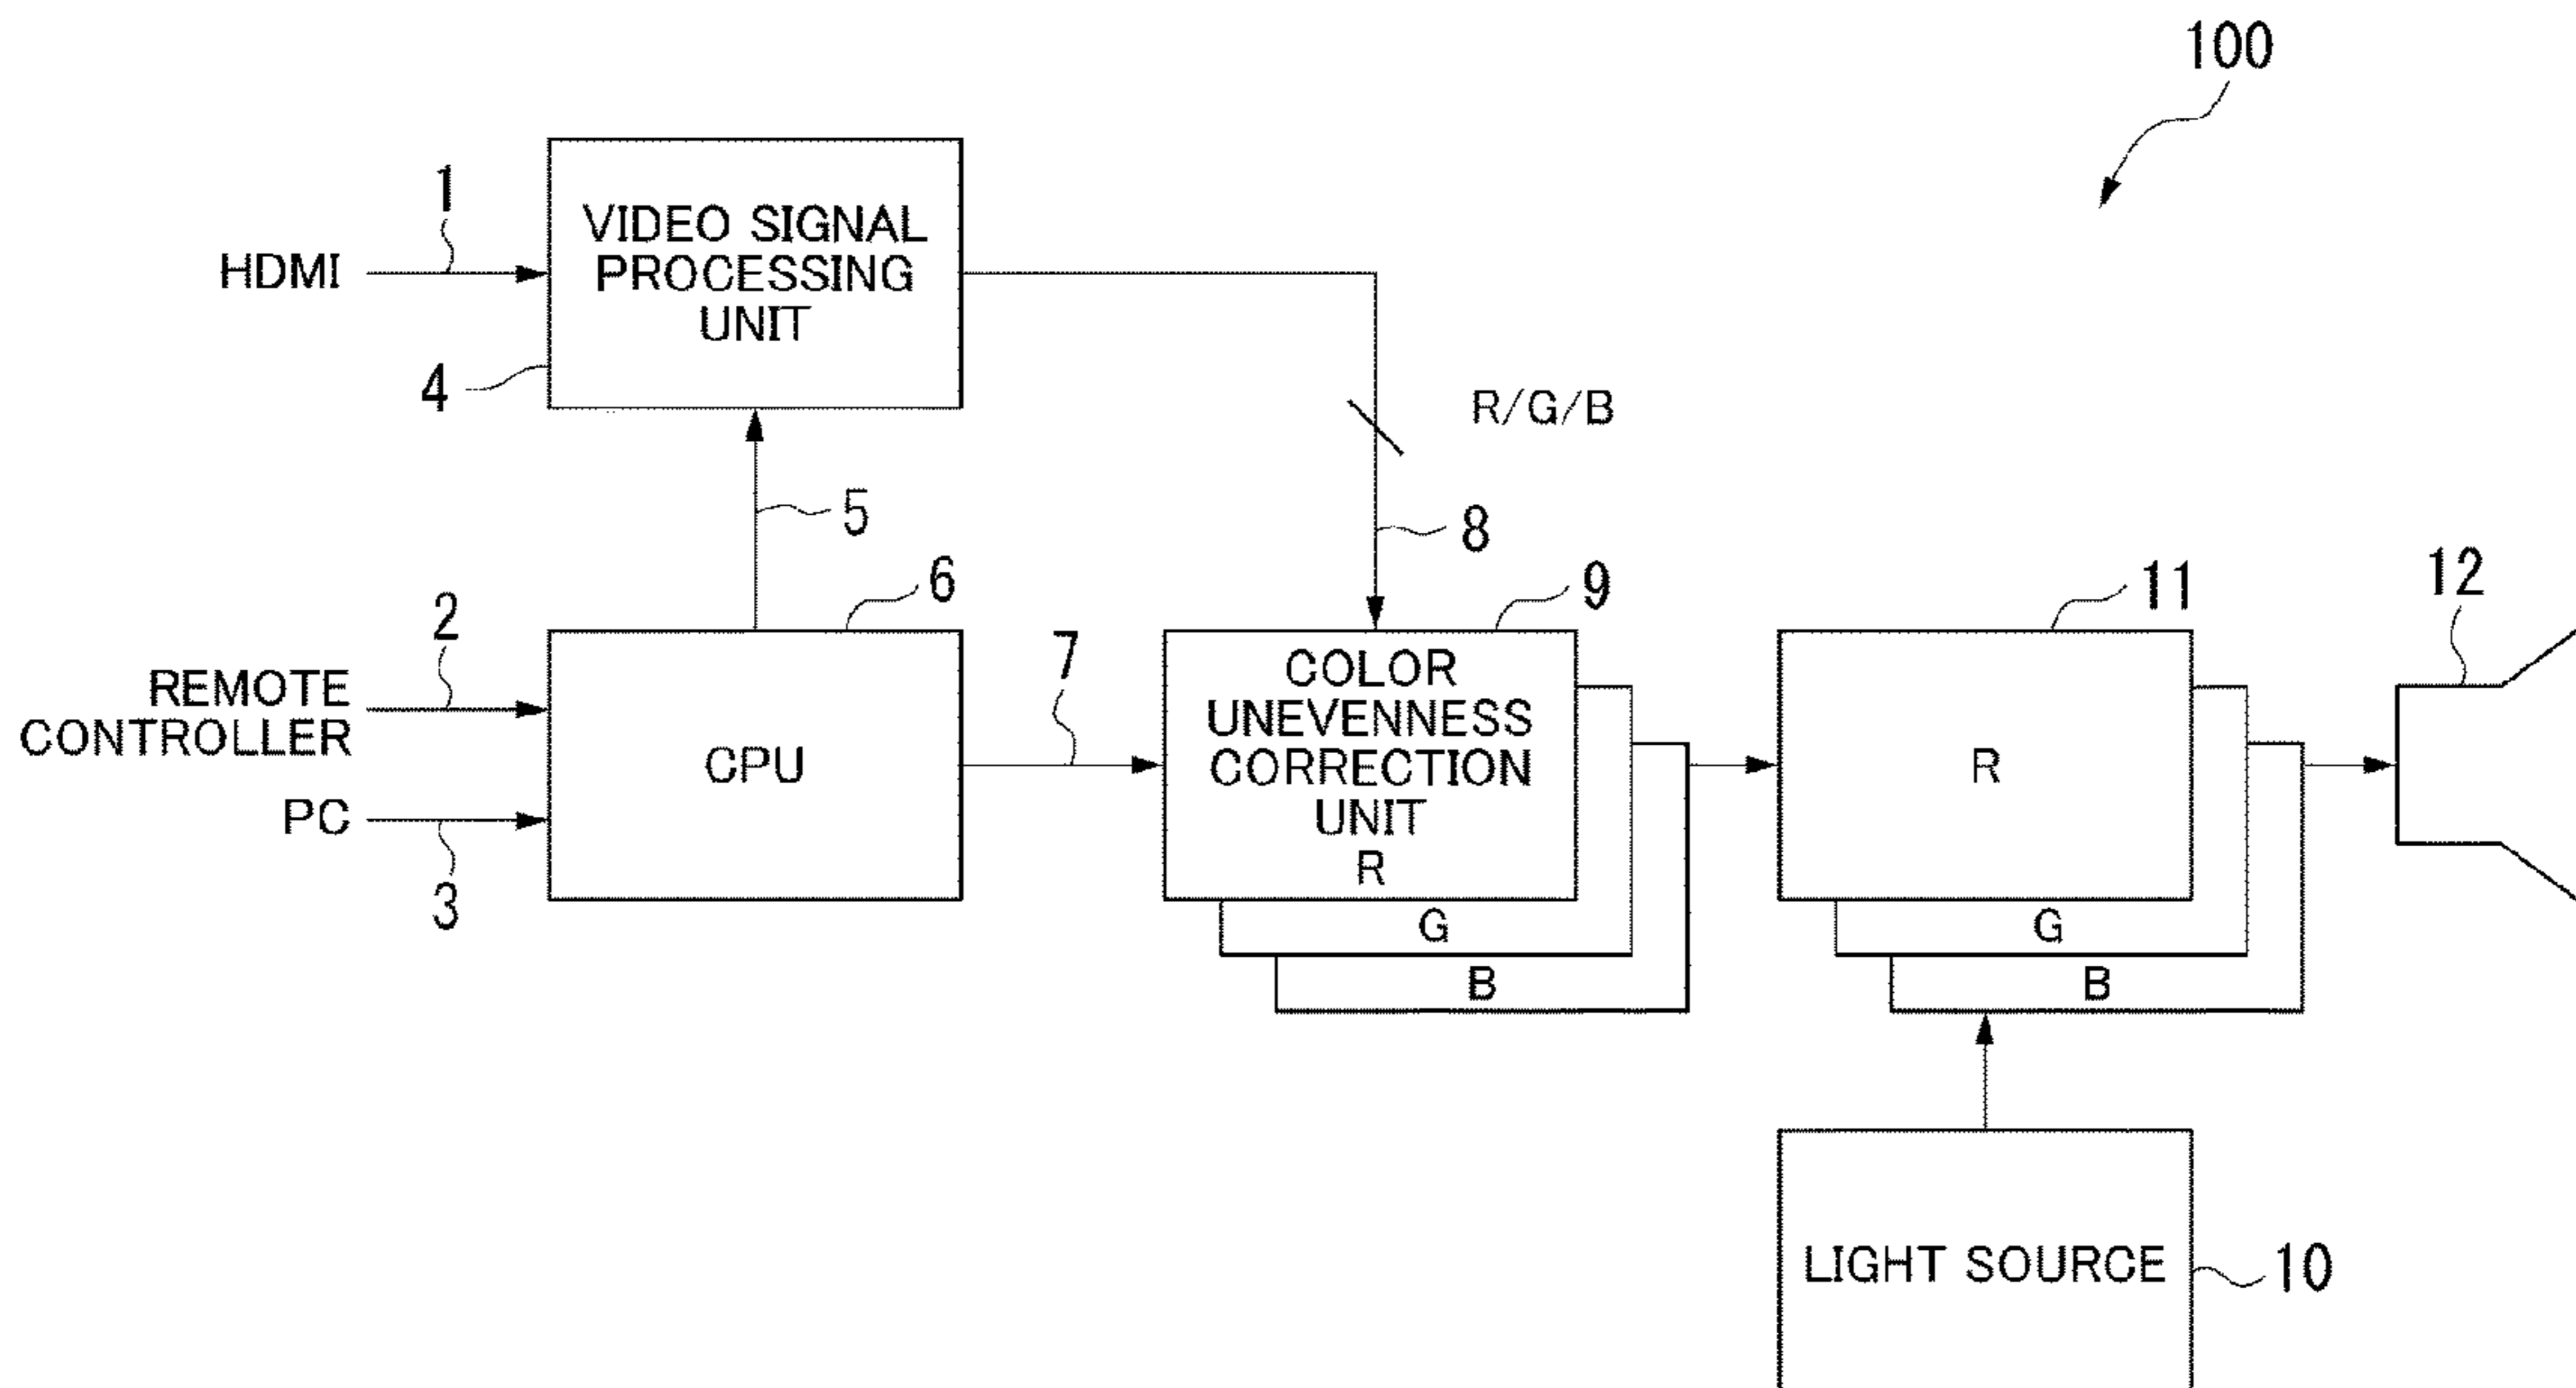 100
1
HDMI
VIDEO SIGNAL
PROCESSING
UNIT
4
R/G/B
5
8
6
9
11
12
2
REMOTE
CONTROLLER
PC
3
CPU
7
COLOR
UNEVENNESS
CORRECTION
UNIT
R
G
B
R
G
B
LIGHT SOURCE
10